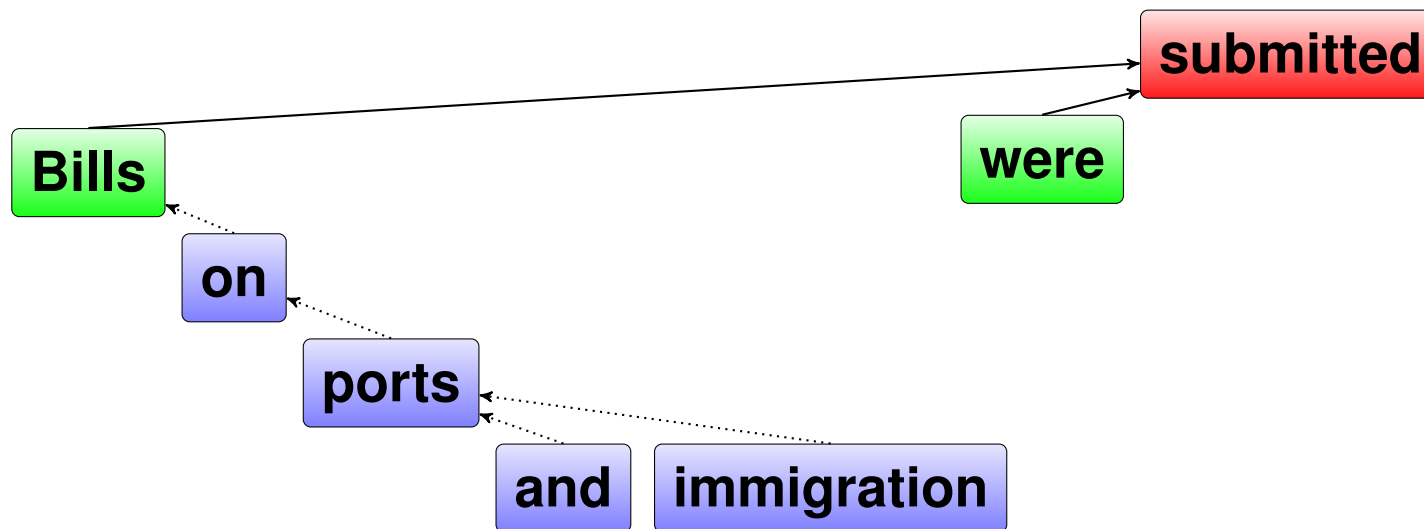 submitted
Bills were
on
ports
and immigration